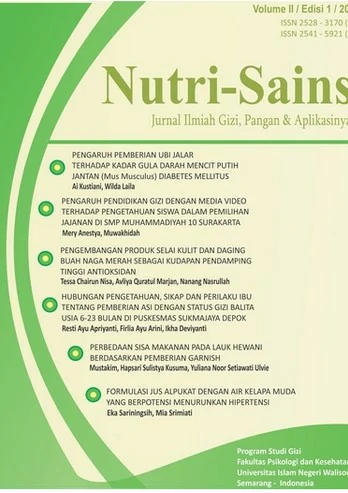 Volume II / Edisi 1 / 20
ISSN 2528 - 3170 (
ISSN 2541 - 5921 (
Nutri-Sains
Jurnal Ilmiah Gizi, Pangan & Aplikasinya
PENGARUH PEMBERIAN UBI JALAR
TERHADAP KADAR GULA DARAH MENCIT PUTIH
JANTAN (Mus Musculus) DIABETES MELLITUS
Ai Kustiani, Wilda Laila
PENGARUH PENDIDIKAN GIZI DENGAN MEDIA VIDEO
TERHADAP PENGETAHUAN SISWA DALAM PEMILIHAN
JAJANAN DI SMP MUHAMMADIYAH 10 SURAKARTA
Mery Anestya, Muwakhidah
PENGEMBANGAN PRODUK SELAI KULIT DAN DAGING
BUAH NAGA MERAH SEBAGAI KUDAPAN PENDAMPING
TINGGI ANTIOKSIDAN
Tessa Chairun Nisa, Avliya Quratul Marjan, Nanang Nasrullah
HUBUNGAN PENGETAHUAN, SIKAP DAN PERILAKU IBU
TENTANG PEMBERIAN ASI DENGAN STATUS GIZI BALITA
USIA 6-23 BULAN DI PUSKESMAS SUKMAJAYA DEPOK
Resti Ayu Apriyanti, Firlia Ayu Arini, Ikha Deviyanti
PERBEDAAN SISA MAKANAN PADA LAUK HEWANI
BERDASARKAN PEMBERIAN GARNISH
Mustakim, Hapsari Sulistya Kusuma, Yuliana Noor Setiawati Ulvie
FORMULASI JUS ALPUKAT DENGAN AIR KELAPA MUDA
YANG BERPOTENSI MENURUNKAN HIPERTENSI
Eka Sariningsih, Mia Srimiati
Program Studi Gizi
Fakultas Psikologi dan Kesehatan
Universitas Islam Negeri Walison
Semarang - Indonesia